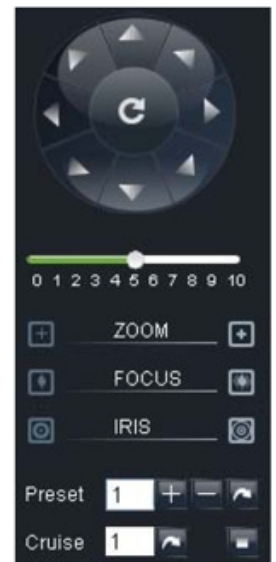 0 1 2 3 4 5 6 7 8 9 10
ZOOM
FOCUS
IRIS
Preset 1
Cruise 1